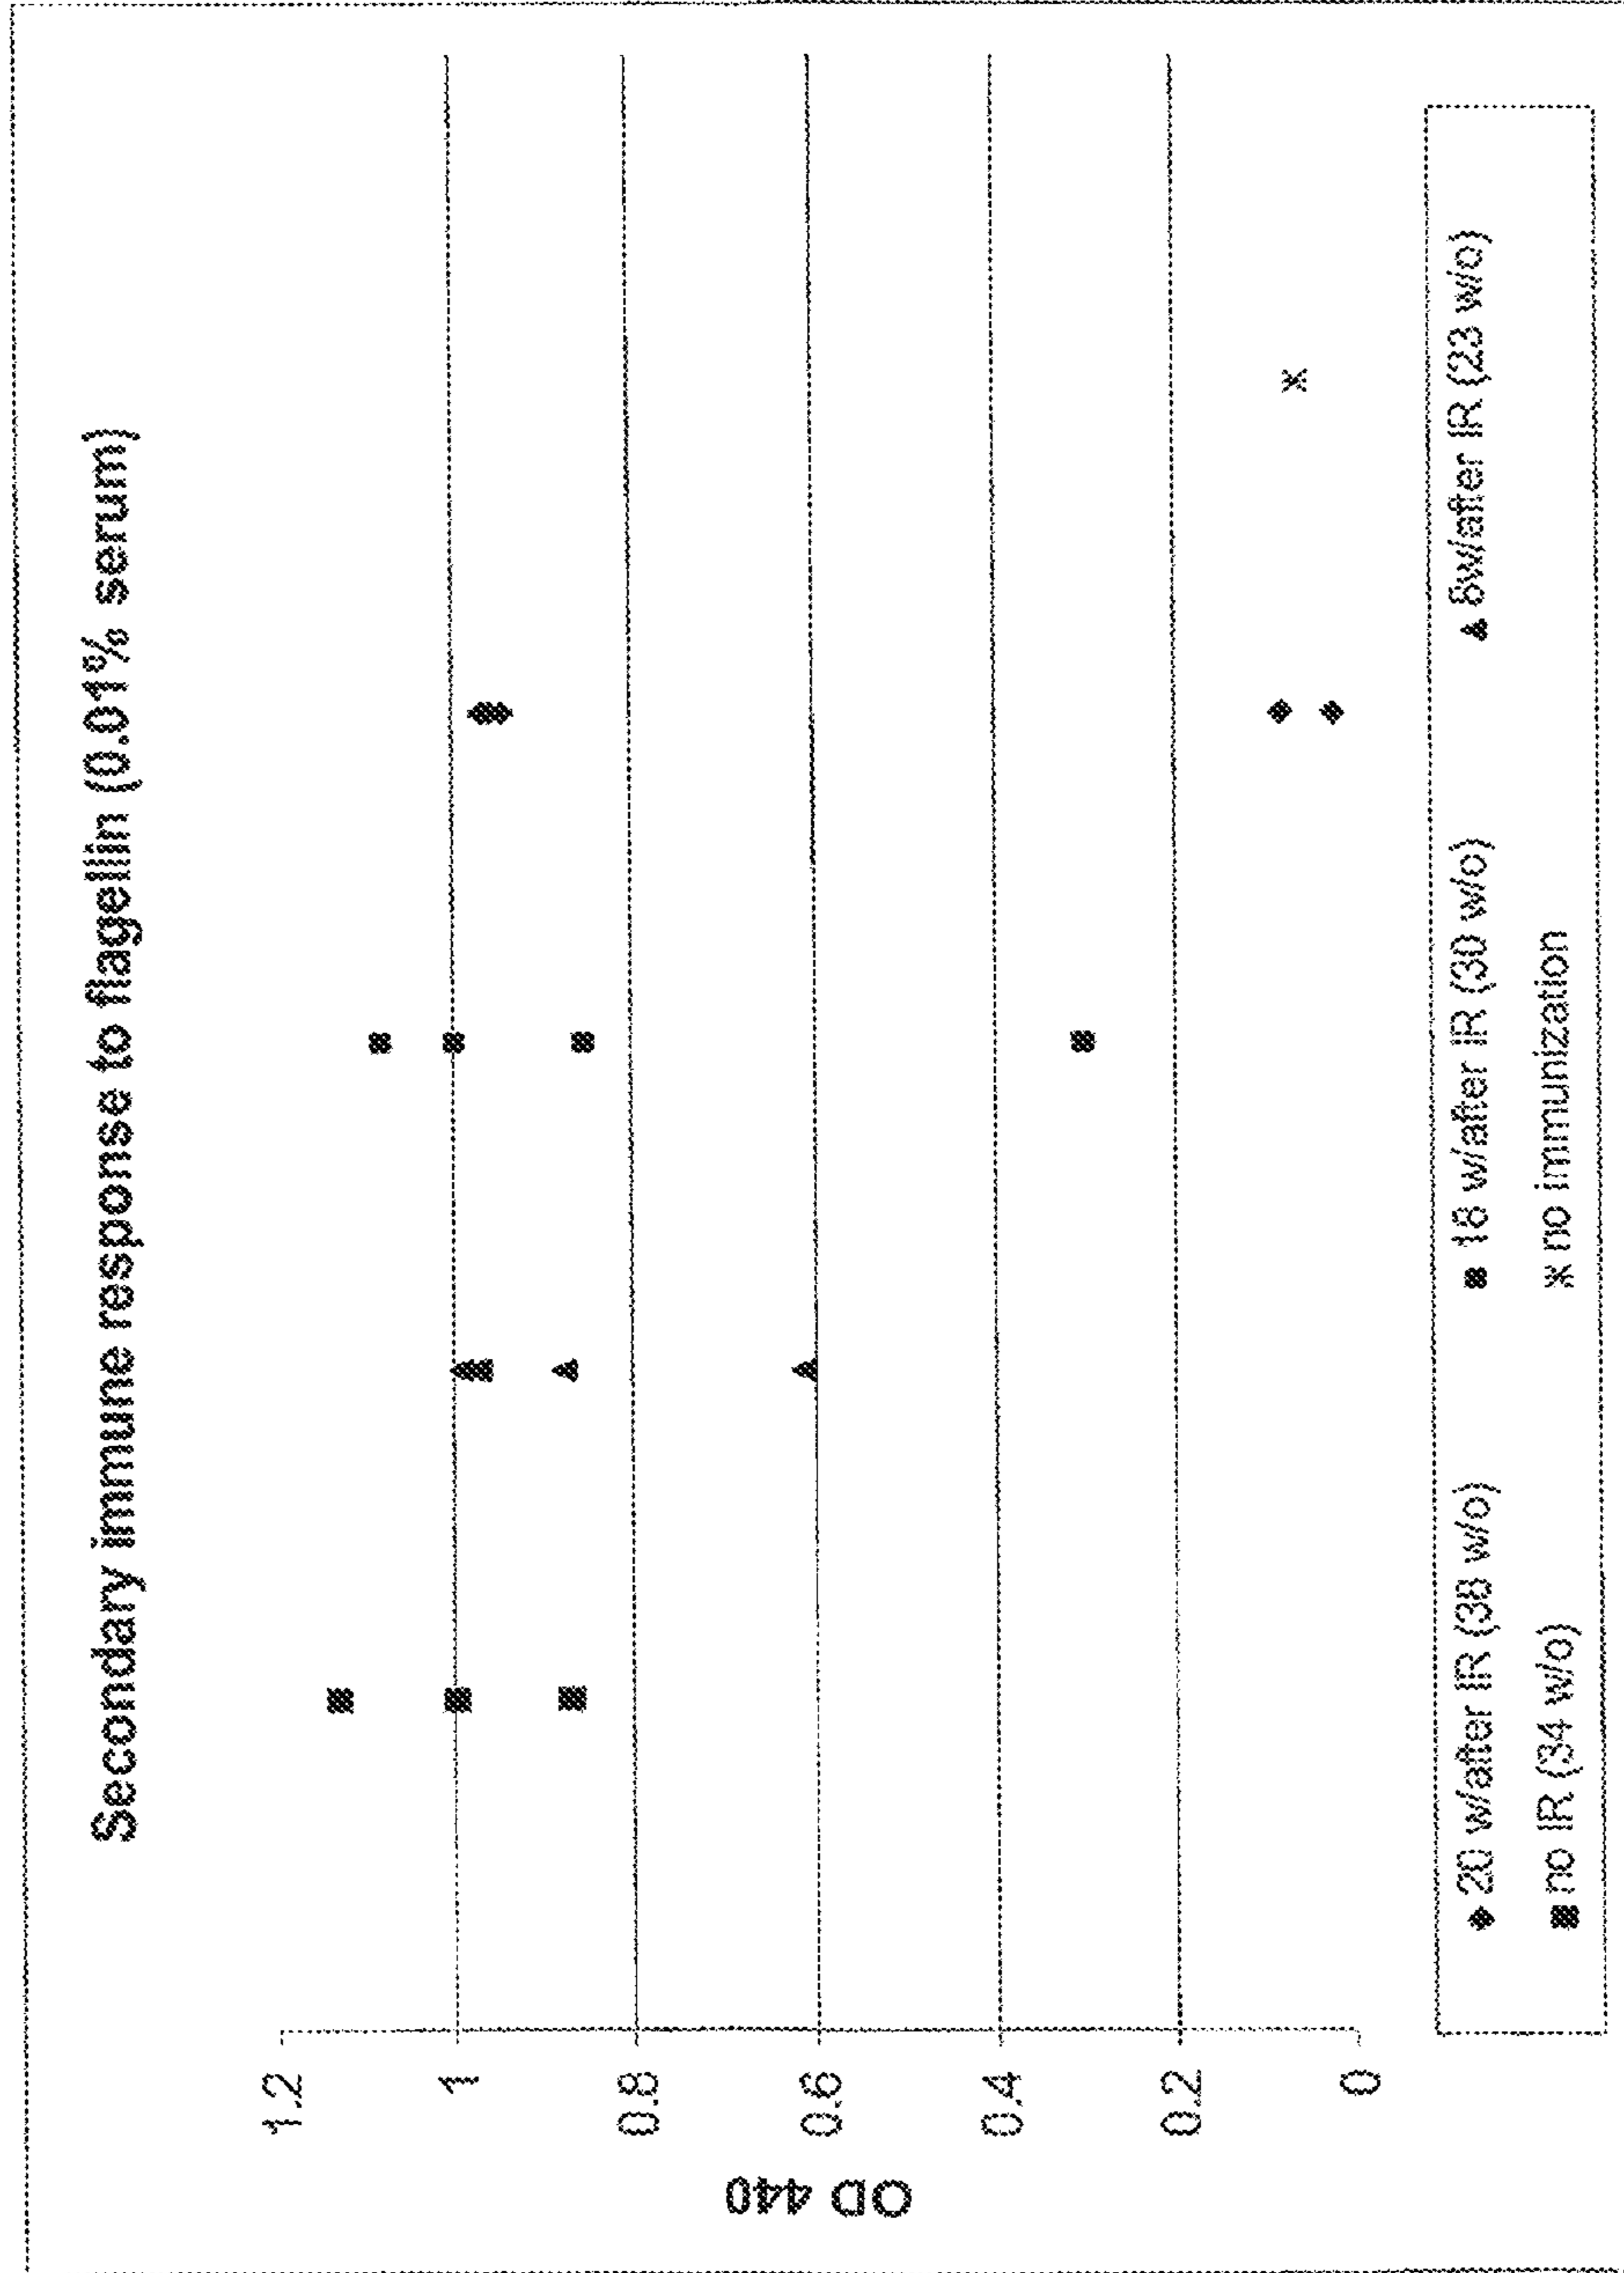 Secondary immune response to flagellin (0.01% serum)
OD 440
1.2
1
0.8
0.6
0.4
0.2
0
20 w/after IR (38 w/o)
18 w/after IR (30 w/o)
8w/after IR (23 w/o)
no IR (34 w/o)
no immunization